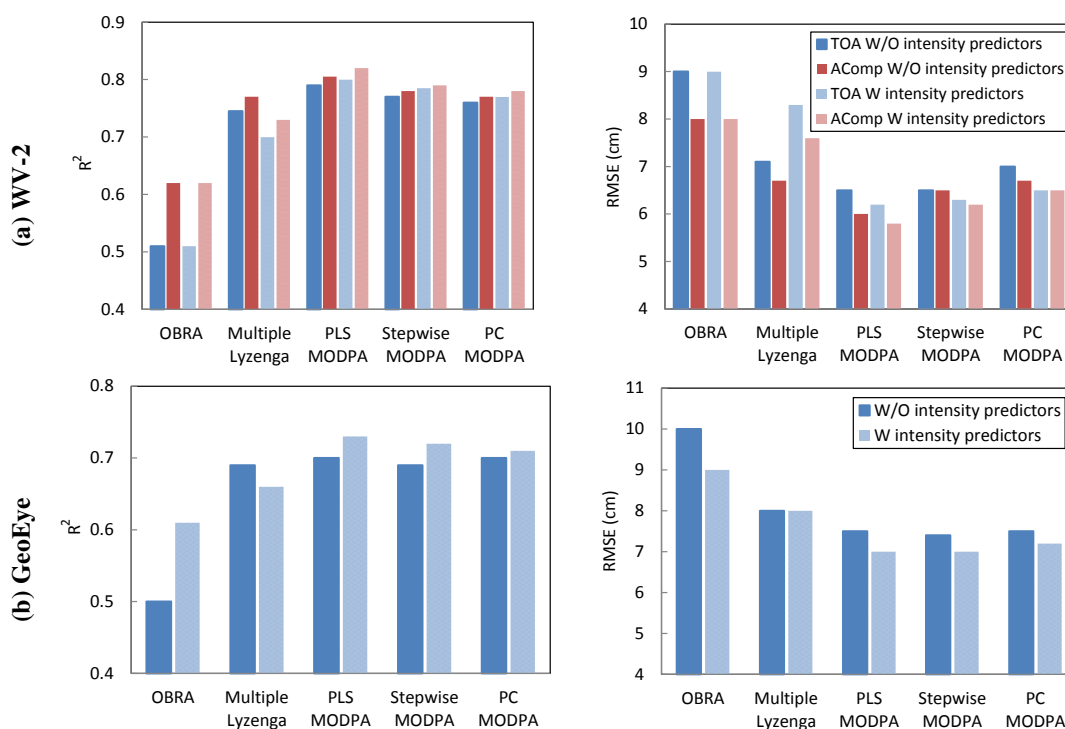 (a) WV-2
R²
0.9
0.8
0.7
0.6
0.5
0.4
OBRA
Multiple Lyzenga
PLS MODPA
Stepwise MODPA
PC MODPA
RMSE (cm)
10
9
8
7
6
5
4
TOA W/O intensity predictors
AComp W/O intensity predictors
TOA W intensity predictors
AComp W intensity predictors
OBRA
Multiple Lyzenga
PLS MODPA
Stepwise MODPA
PC MODPA
(b) GeoEye
R²
0.8
0.7
0.6
0.5
0.4
OBRA
Multiple Lyzenga
PLS MODPA
Stepwise MODPA
PC MODPA
RMSE (cm)
11
10
9
8
7
6
5
4
W/O intensity predictors
W intensity predictors
OBRA
Multiple Lyzenga
PLS MODPA
Stepwise MODPA
PC MODPA